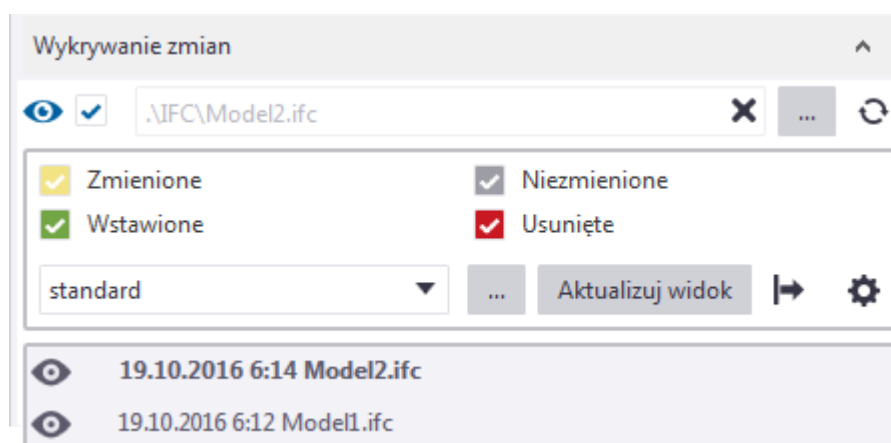 Wykrywanie zmian
.\IFC\Model2.ifc ...
Zmienione Niezmienione
Wstawione Usunięte
standard ... Aktualizuj widok
19.10.2016 6:14 Model2.ifc
19.10.2016 6:12 Model1.ifc